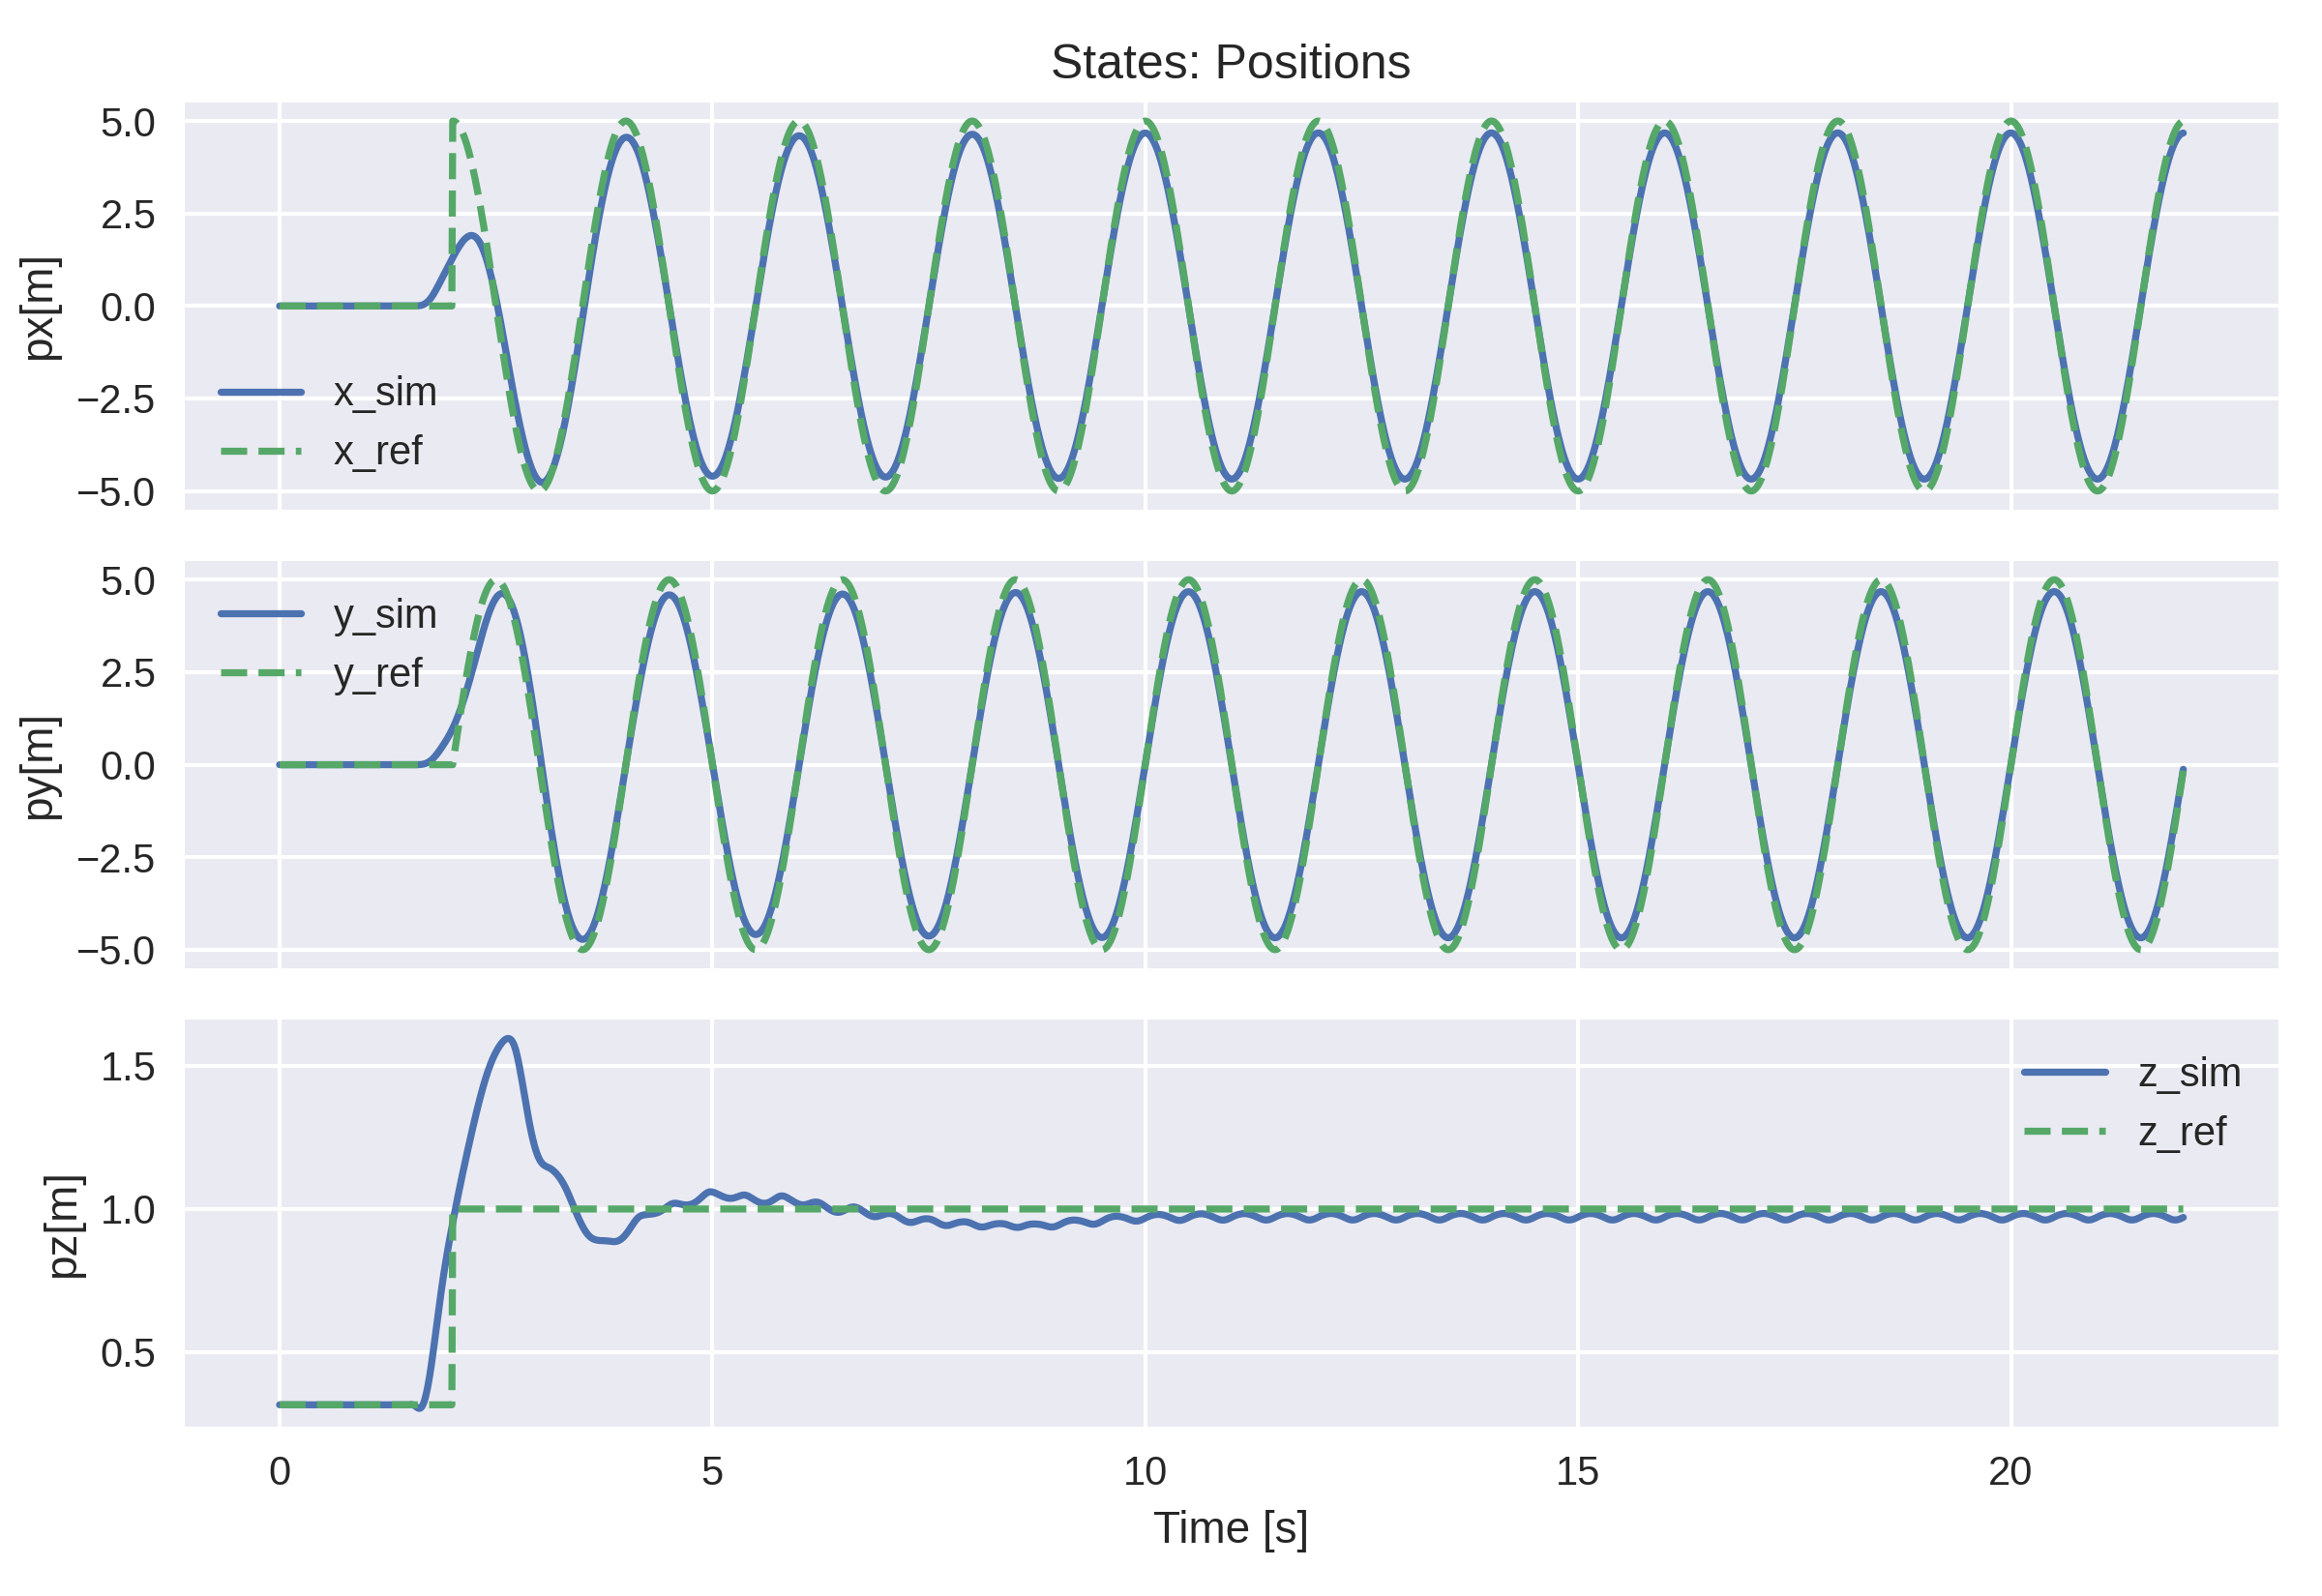 States: Positions
5.0
2.5
0.0
−2.5
−5.0
px[m]
x_sim
x_ref
5.0
2.5
0.0
−2.5
−5.0
py[m]
y_sim
y_ref
1.5
1.0
0.5
pz[m]
z_sim
z_ref
0 5 10 15 20
Time [s]